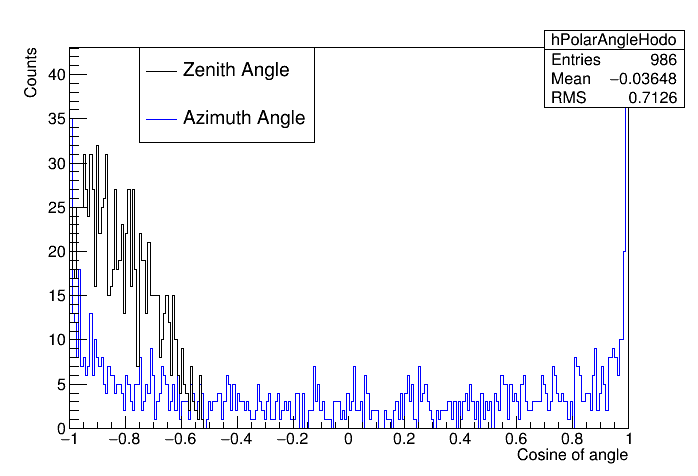 hPolarAngleHodo
Entries 986
Mean −0.03648
RMS 0.7126
Counts
Zenith Angle
Azimuth Angle
40
35
30
25
20
15
10
5
0
−1 −0.8 −0.6 −0.4 −0.2 0 0.2 0.4 0.6 0.8 1
Cosine of angle